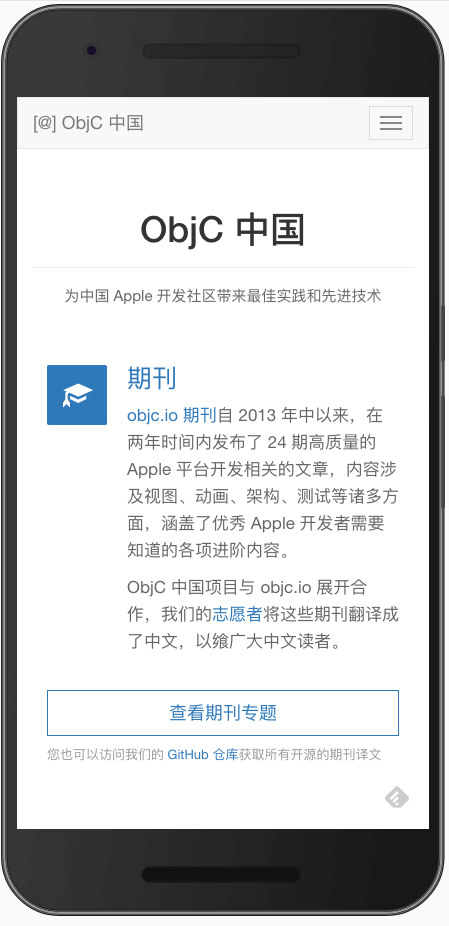 [@] ObjC 中国
ObjC 中国
为中国 Apple 开发社区带来最佳实践和先进技术
期刊
objc.io 期刊自 2013 年中以来，在
两年时间内发布了 24 期高质量的
Apple 平台开发相关的文章，内容涉
及视图、动画、架构、测试等诸多方
面，涵盖了优秀 Apple 开发者需要
知道的各项进阶内容。
ObjC 中国项目与 objc.io 展开合
作，我们的志愿者将这些期刊翻译成
了中文，以飨广大中文读者。
查看期刊专题
您也可以访问我们的 GitHub 仓库获取所有开源的期刊译文